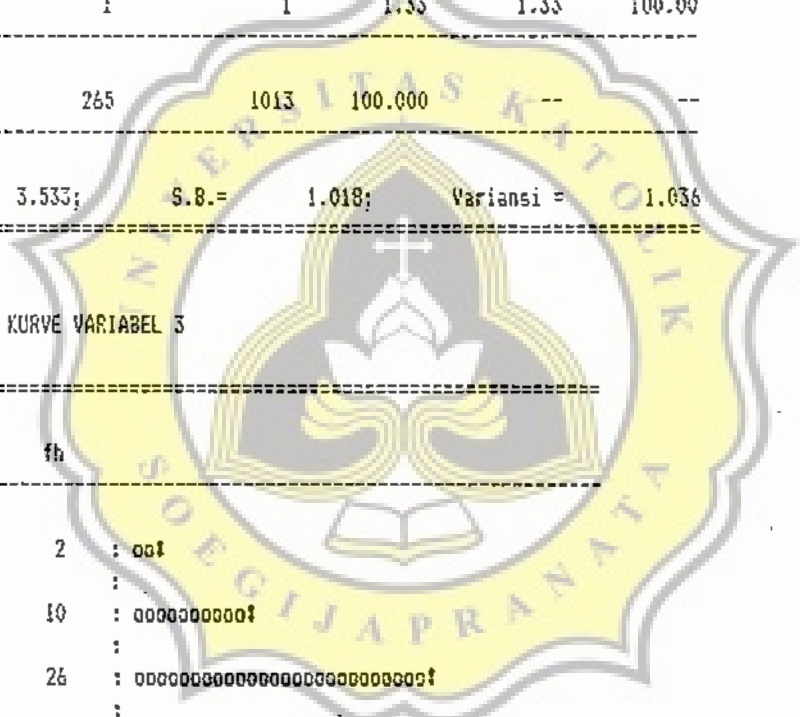 1 1 1.33 1.33 100.00
265 1013 100.000 -- --
3.533; S.B.= 1.018; Variansi = 1.036
KURVE VARIABEL 3
fh
2 : oo!
:
10 : oooooooooo!
:
26 : oooooooooooooooooooooooooo!
:
UNIVERSITAS KATOLIK
SOEGIJAPRANATA